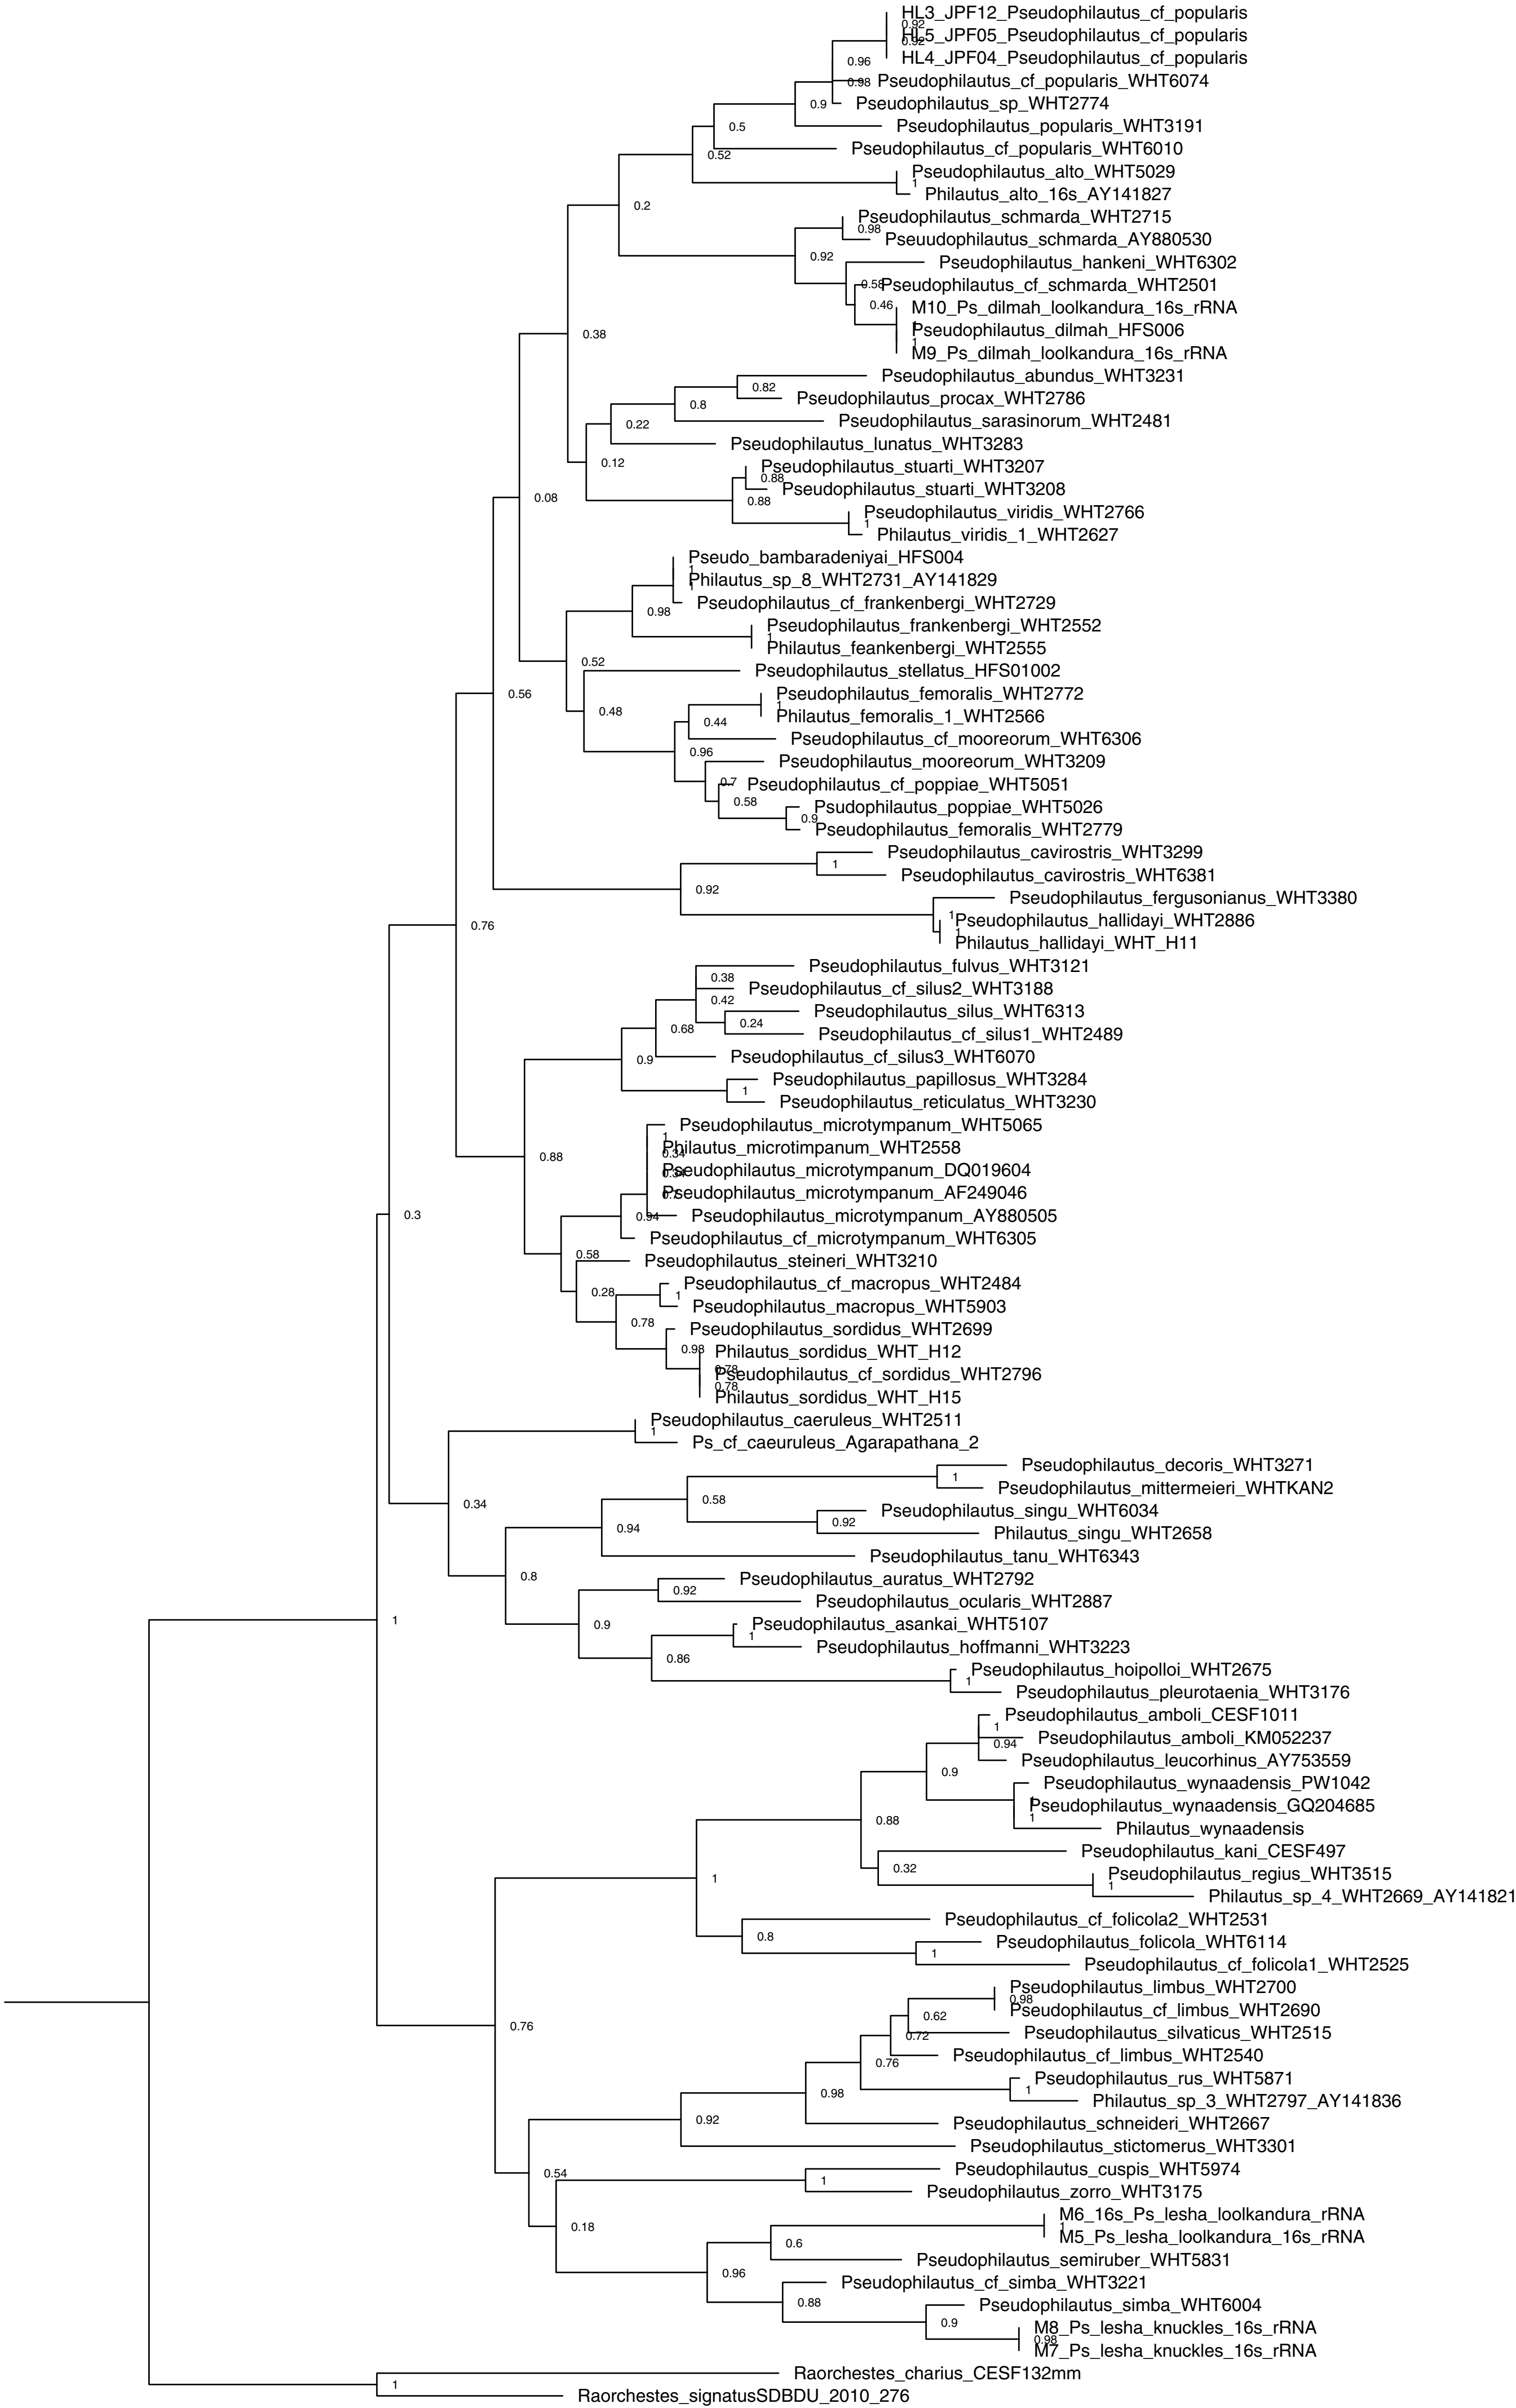 HL3_JPF12_Pseudophilautus_cf_popularis
0.92
HL5_JPF05_Pseudophilautus_cf_popularis
0.92
HL4_JPF04_Pseudophilautus_cf_popularis
0.96
Pseudophilautus_cf_popularis_WHT6074
0.98
Pseudophilautus_sp_WHT2774
0.9
Pseudophilautus_popularis_WHT3191
0.5
Pseudophilautus_cf_popularis_WHT6010
0.52
Pseudophilautus_alto_WHT5029
1
Philautus_alto_16s_AY141827
0.2
Pseudophilautus_schmarda_WHT2715
0.98
Pseuudophilautus_schmarda_AY880530
0.92
Pseudophilautus_hankeni_WHT6302
0.58
Pseudophilautus_cf_schmarda_WHT2501
0.46
M10_Ps_dilmah_loolkandura_16s_rRNA
1
Pseudophilautus_dilmah_HFS006
1
M9_Ps_dilmah_loolkandura_16s_rRNA
0.38
Pseudophilautus_abundus_WHT3231
0.82
Pseudophilautus_procax_WHT2786
0.8
Pseudophilautus_sarasinorum_WHT2481
0.22
Pseudophilautus_lunatus_WHT3283
0.12
Pseudophilautus_stuarti_WHT3207
0.88
Pseudophilautus_stuarti_WHT3208
0.88
Pseudophilautus_viridis_WHT2766
1
Philautus_viridis_1_WHT2627
0.08
Pseudo_bambaradeniyai_HFS004
1
Philautus_sp_8_WHT2731_AY141829
1
Pseudophilautus_cf_frankenbergi_WHT2729
0.98
Pseudophilautus_frankenbergi_WHT2552
1
Philautus_feankenbergi_WHT2555
0.52
Pseudophilautus_stellatus_HFS01002
0.48
Pseudophilautus_femoralis_WHT2772
1
Philautus_femoralis_1_WHT2566
0.44
Pseudophilautus_cf_mooreorum_WHT6306
0.96
Pseudophilautus_mooreorum_WHT3209
0.7
Pseudophilautus_cf_poppiae_WHT5051
0.58
Psudophilautus_poppiae_WHT5026
0.9
Pseudophilautus_femoralis_WHT2779
0.56
Pseudophilautus_cavirostris_WHT3299
1
Pseudophilautus_cavirostris_WHT6381
0.92
Pseudophilautus_fergusonianus_WHT3380
1
Pseudophilautus_hallidayi_WHT2886
1
Philautus_hallidayi_WHT_H11
0.76
Pseudophilautus_fulvus_WHT3121
0.38
Pseudophilautus_cf_silus2_WHT3188
0.42
Pseudophilautus_silus_WHT6313
0.24
Pseudophilautus_cf_silus1_WHT2489
0.68
Pseudophilautus_cf_silus3_WHT6070
0.9
Pseudophilautus_papillosus_WHT3284
1
Pseudophilautus_reticulatus_WHT3230
0.88
Pseudophilautus_microtympanum_WHT5065
1
Philautus_microtimpanum_WHT2558
0.34
Pseudophilautus_microtympanum_DQ019604
Pseudophilautus_microtympanum_AF249046
Pseudophilautus_microtympanum_AY880505
0.94
Pseudophilautus_cf_microtympanum_WHT6305
0.58
Pseudophilautus_steineri_WHT3210
0.28
Pseudophilautus_cf_macropus_WHT2484
1
Pseudophilautus_macropus_WHT5903
0.78
Pseudophilautus_sordidus_WHT2699
0.98
Philautus_sordidus_WHT_H12
0.78
Pseudophilautus_cf_sordidus_WHT2796
0.78
Philautus_sordidus_WHT_H15
0.3
Pseudophilautus_caeruleus_WHT2511
1
Ps_cf_caeuruleus_Agarapathana_2
0.34
Pseudophilautus_decoris_WHT3271
1
Pseudophilautus_mittermeieri_WHTKAN2
0.58
Pseudophilautus_singu_WHT6034
0.92
Philautus_singu_WHT2658
0.94
Pseudophilautus_tanu_WHT6343
0.8
Pseudophilautus_auratus_WHT2792
0.92
Pseudophilautus_ocularis_WHT2887
0.9
Pseudophilautus_asankai_WHT5107
1
Pseudophilautus_hoffmanni_WHT3223
0.86
Pseudophilautus_hoipolloi_WHT2675
1
Pseudophilautus_pleurotaenia_WHT3176
1
Pseudophilautus_amboli_CESF1011
1
Pseudophilautus_amboli_KM052237
0.94
Pseudophilautus_leucorhinus_AY753559
0.9
Pseudophilautus_wynaadensis_PW1042
1
Pseudophilautus_wynaadensis_GQ204685
1
Philautus_wynaadensis
0.88
Pseudophilautus_kani_CESF497
0.32
Pseudophilautus_regius_WHT3515
1
Philautus_sp_4_WHT2669_AY141821
1
Pseudophilautus_cf_folicola2_WHT2531
0.8
Pseudophilautus_folicola_WHT6114
1
Pseudophilautus_cf_folicola1_WHT2525
0.76
Pseudophilautus_limbus_WHT2700
0.98
Pseudophilautus_cf_limbus_WHT2690
0.62
Pseudophilautus_silvaticus_WHT2515
0.72
Pseudophilautus_cf_limbus_WHT2540
0.76
Pseudophilautus_rus_WHT5871
1
Philautus_sp_3_WHT2797_AY141836
0.98
Pseudophilautus_schneideri_WHT2667
0.92
Pseudophilautus_stictomerus_WHT3301
0.54
Pseudophilautus_cuspis_WHT5974
1
Pseudophilautus_zorro_WHT3175
0.18
M6_16s_Ps_lesha_loolkandura_rRNA
1
M5_Ps_lesha_loolkandura_16s_rRNA
0.6
Pseudophilautus_semiruber_WHT5831
0.96
Pseudophilautus_cf_simba_WHT3221
0.88
Pseudophilautus_simba_WHT6004
0.9
M8_Ps_lesha_knuckles_16s_rRNA
0.98
M7_Ps_lesha_knuckles_16s_rRNA
Raorchestes_charius_CESF132mm
1
Raorchestes_signatusSDBDU_2010_276